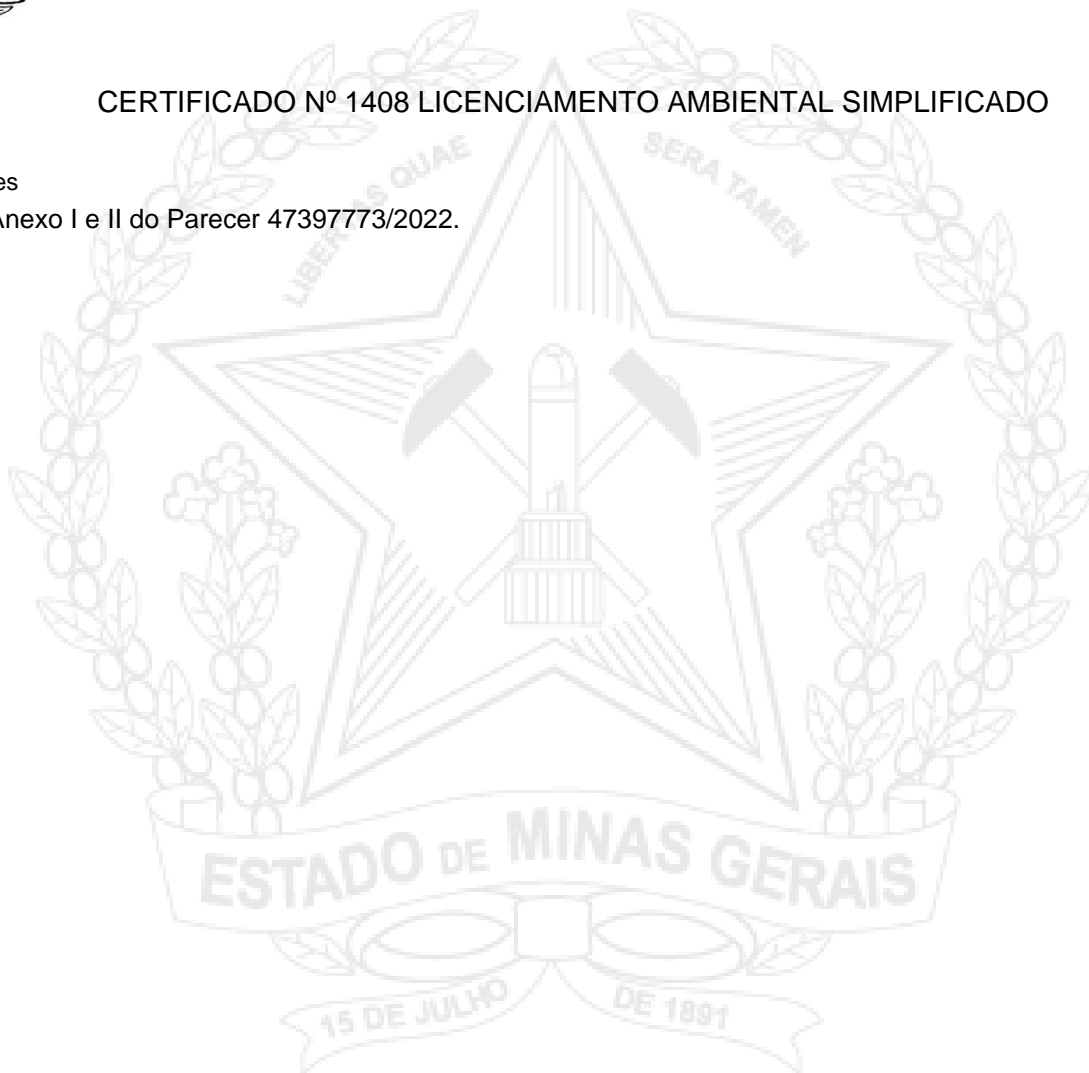 CERTIFICADO Nº 1408 LICENCIAMENTO AMBIENTAL SIMPLIFICADO
es
Anexo I e II do Parecer 47397773/2022.
LIBERTAS QUAE SERA TAMEN
ESTADO DE MINAS GERAIS
15 DE JULHO DE 1891